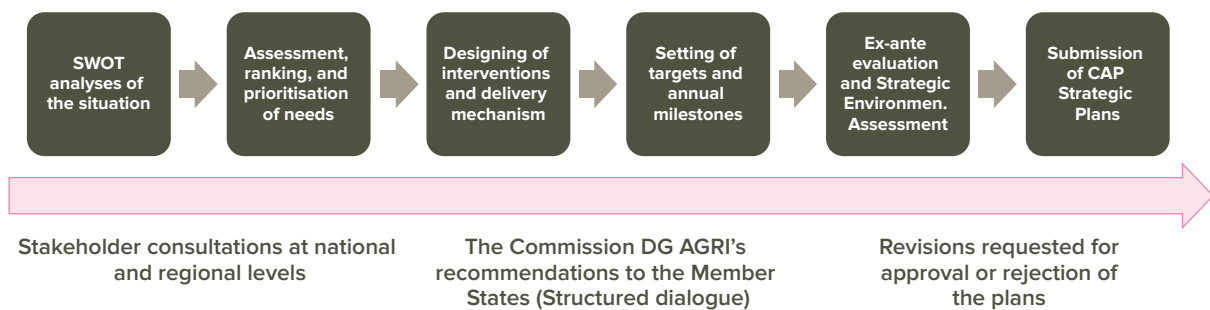 SWOT
analyses of
the situation
Assessment,
ranking, and
prioritisation
of needs
Designing of
interventions
and delivery
mechanism
Setting of
targets and
annual
milestones
Ex-ante
evaluation
and Strategic
Environmen.
Assessment
Submission
of CAP
Strategic
Plans
Stakeholder consultations at national
and regional levels
The Commission DG AGRI’s
recommendations to the Member
States (Structured dialogue)
Revisions requested for
approval or rejection of
the plans